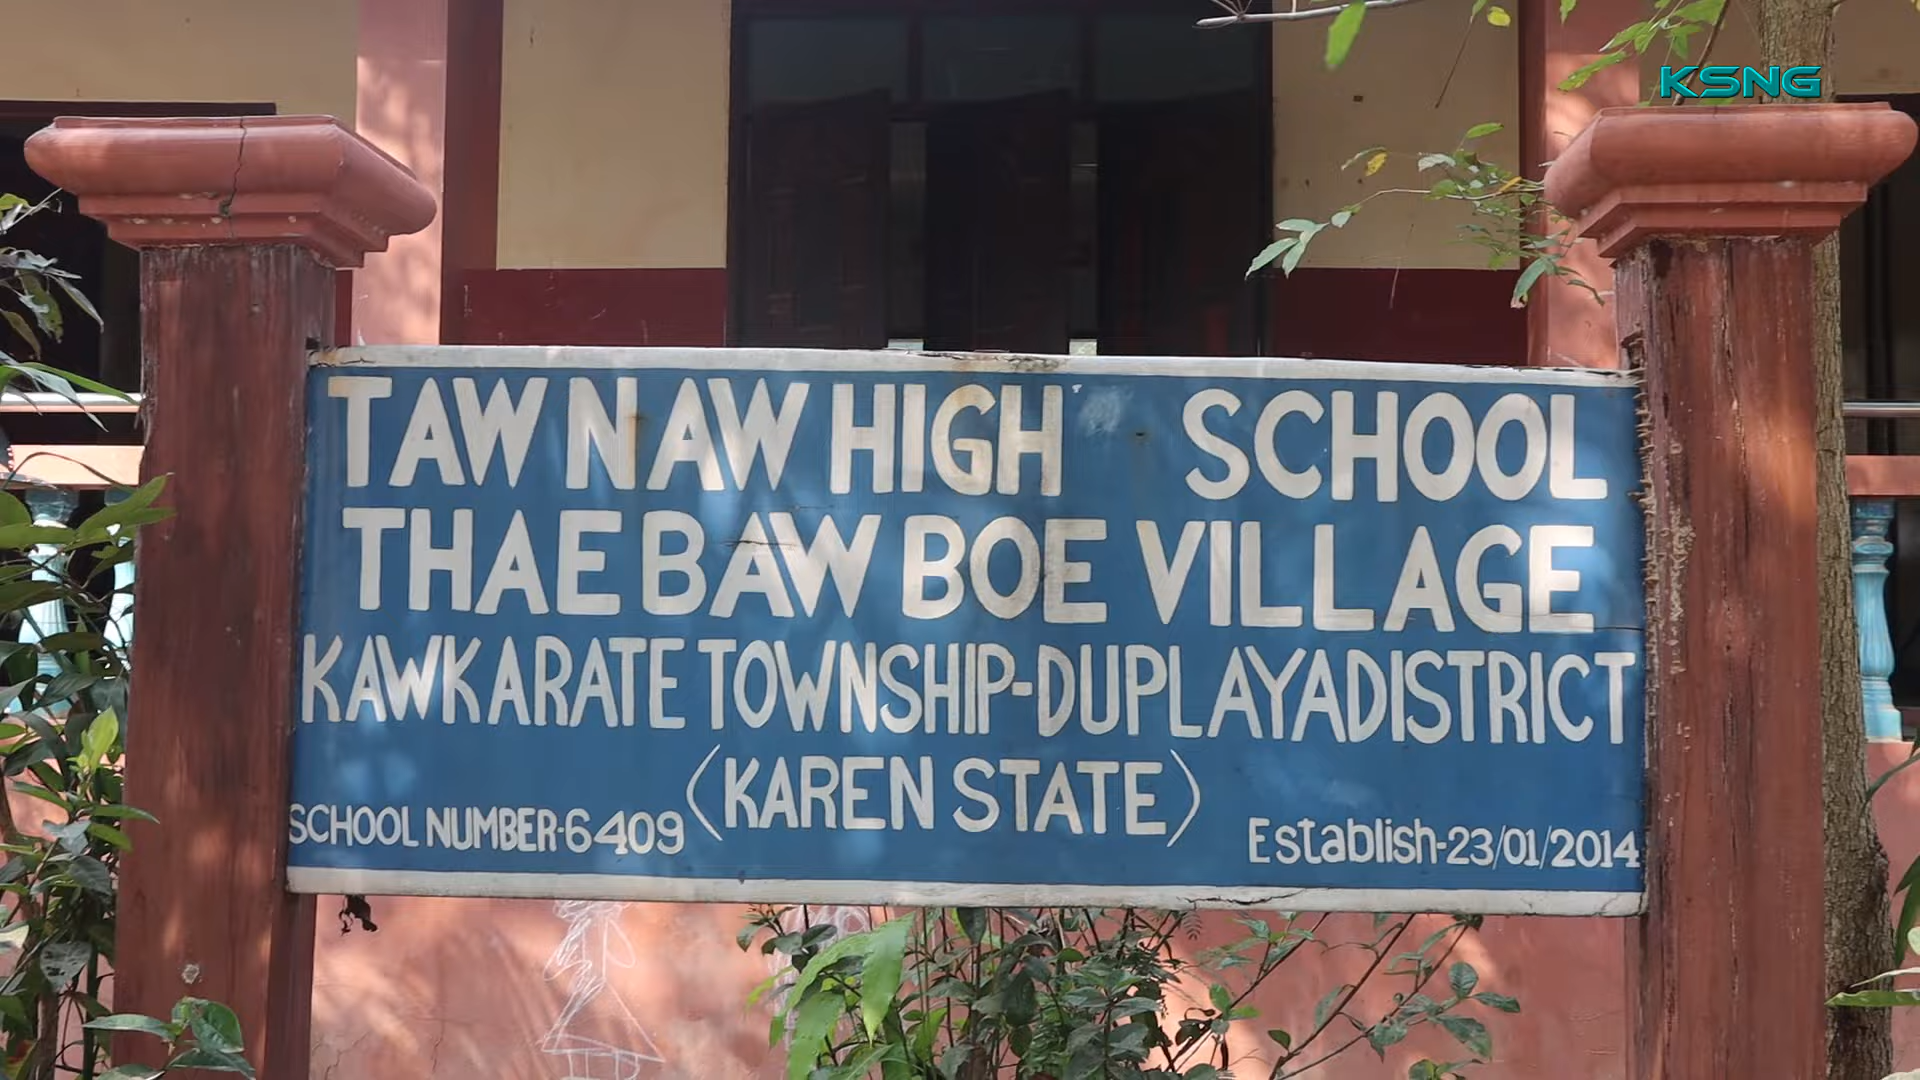 KSNG
TAW NAW HIGH SCHOOL
THAE BAW BOE VILLAGE
KAWKARATE TOWNSHIP-DUPLAYADISTRICT
(KAREN STATE)
SCHOOL NUMBER-6409
Establish-23/01/2014